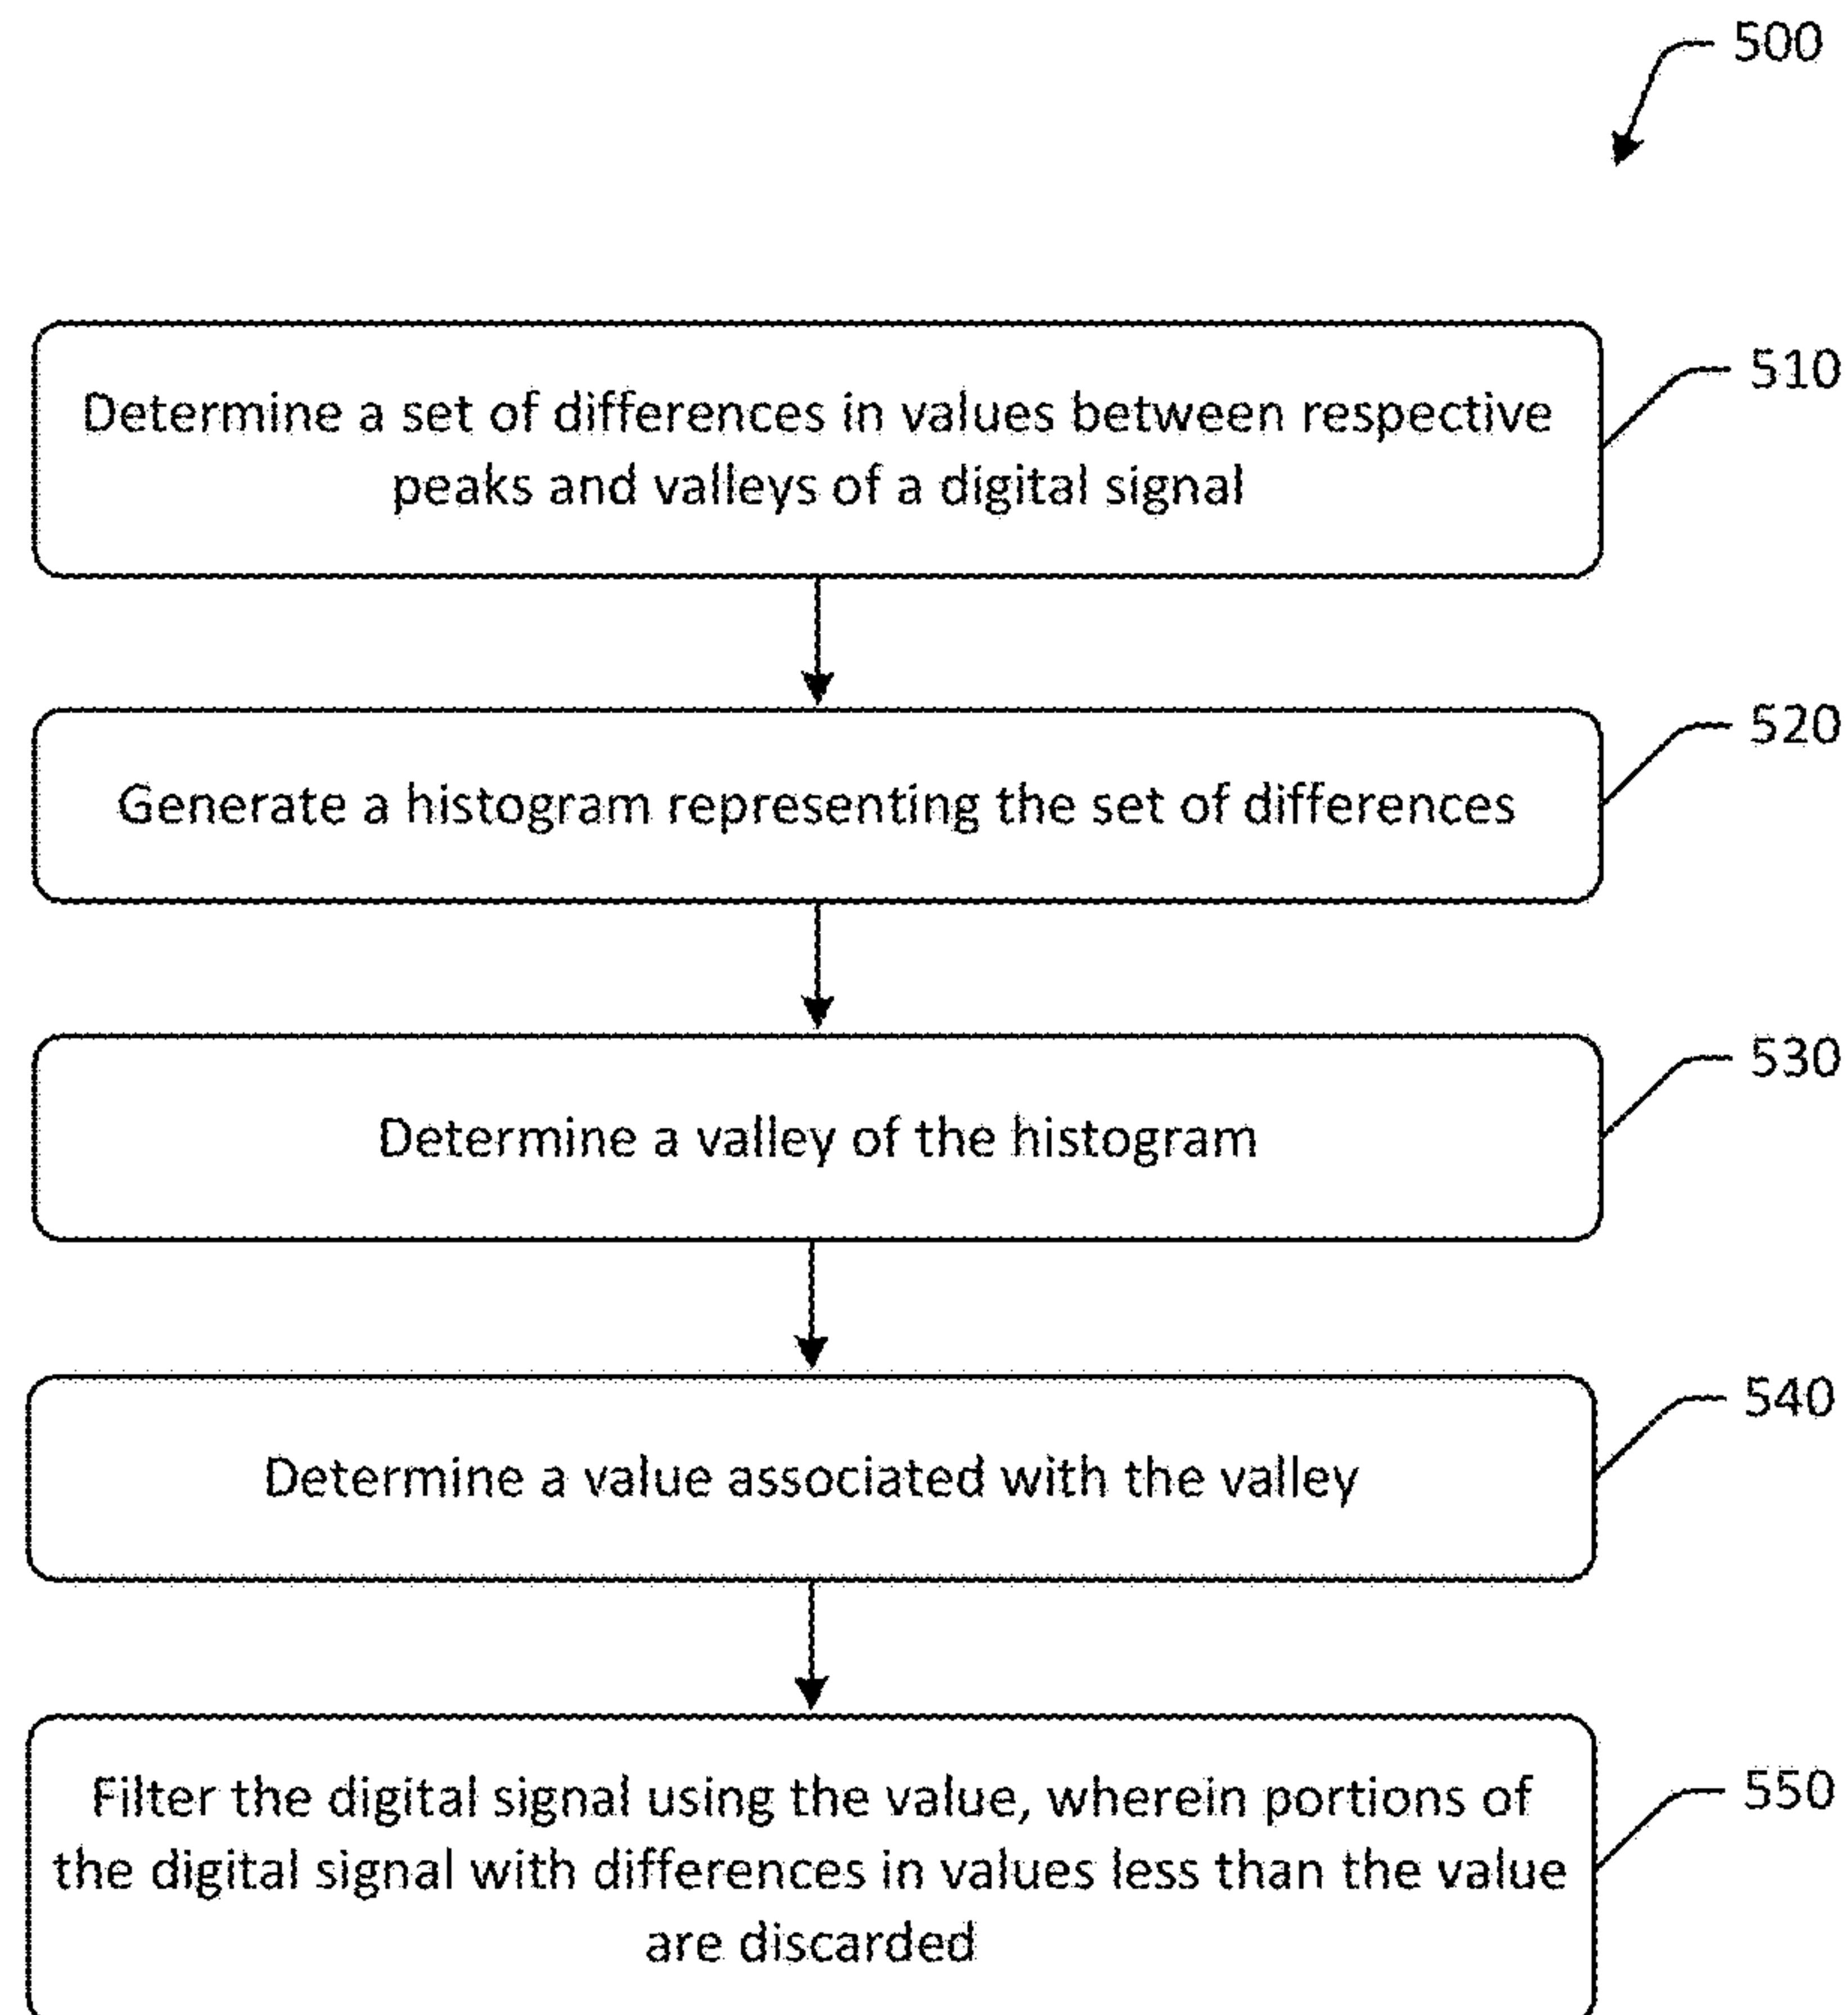 500
Determine a set of differences in values between respective
peaks and valleys of a digital signal
510
Generate a histogram representing the set of differences
520
Determine a valley of the histogram
530
Determine a value associated with the valley
540
Filter the digital signal using the value, wherein portions of
the digital signal with differences in values less than the value
are discarded
550